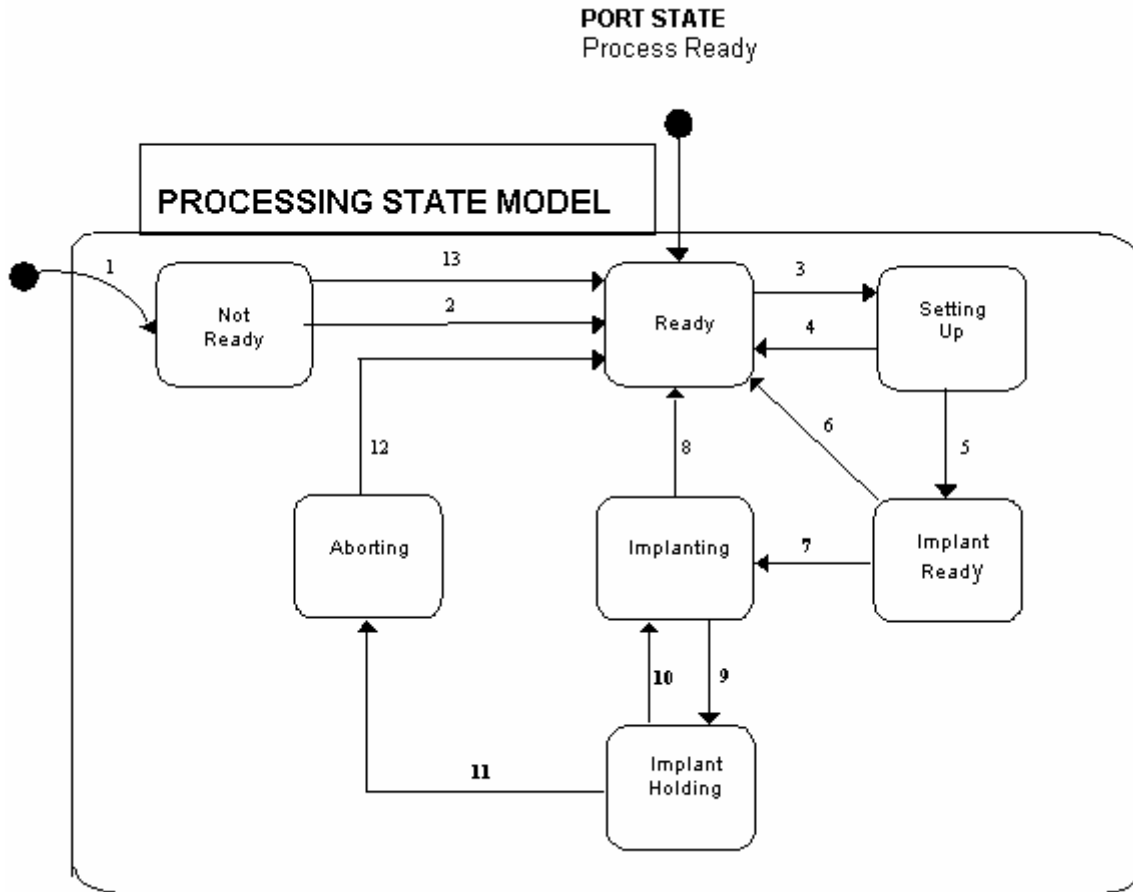 PORT STATE
Process Ready
PROCESSING STATE MODEL
1
13
2
3
4
Not
Ready
Ready
Setting
Up
12
8
6
5
Aborting
Implanting
7
Implant
Ready
10
9
11
Implant
Holding